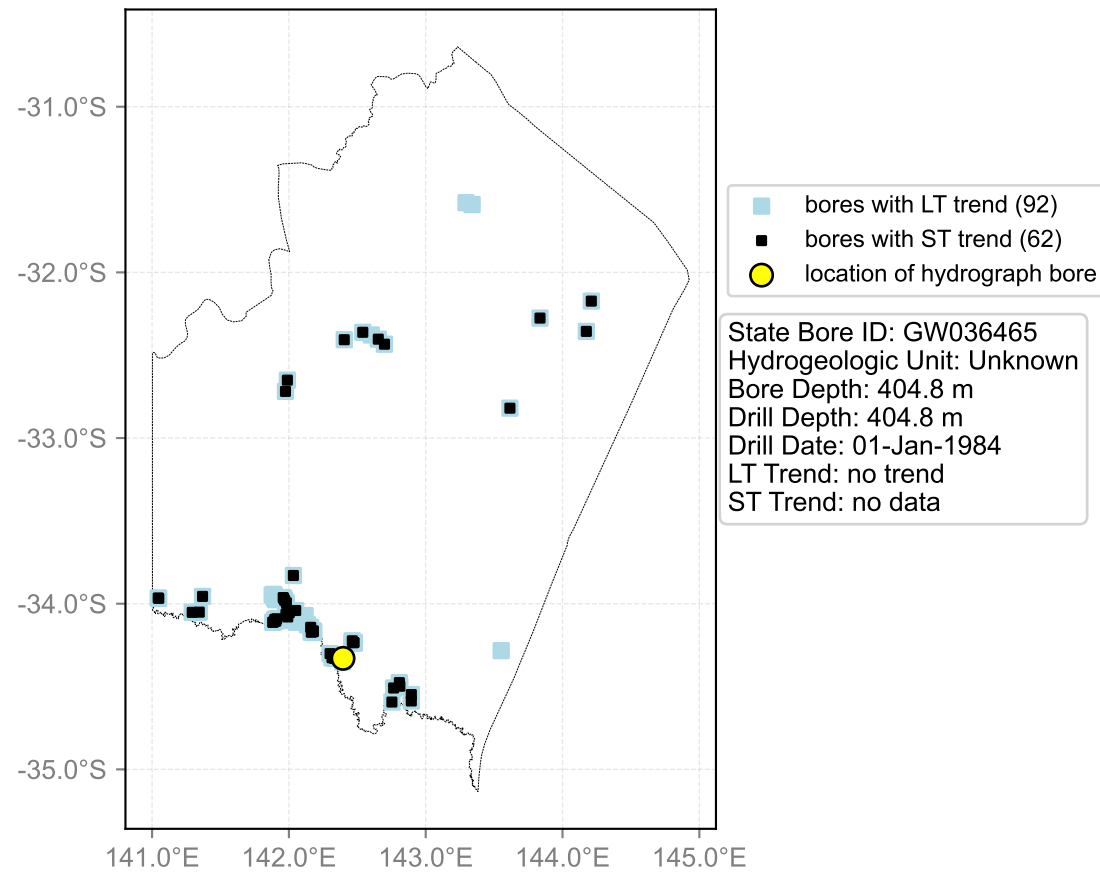 -31.0°S
-32.0°S
-33.0°S
-34.0°S
-35.0°S
141.0°E 142.0°E 143.0°E 144.0°E 145.0°E
bores with LT trend (92)
bores with ST trend (62)
location of hydrograph bore
State Bore ID: GW036465
Hydrogeologic Unit: Unknown
Bore Depth: 404.8 m
Drill Depth: 404.8 m
Drill Date: 01-Jan-1984
LT Trend: no trend
ST Trend: no data